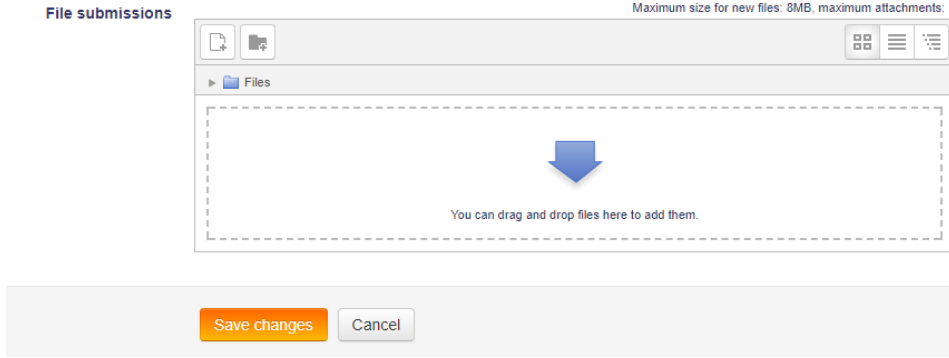 Maximum size for new files: 8MB, maximum attachments:
File submissions
Files
You can drag and drop files here to add them.
Save changes
Cancel